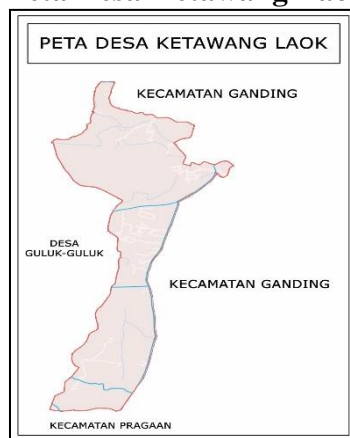 PETA DESA KETAWANG LAOK
KECAMATAN GANDING
DESA
GULUK-GULUK
KECAMATAN GANDING
KECAMATAN PRAGAAN